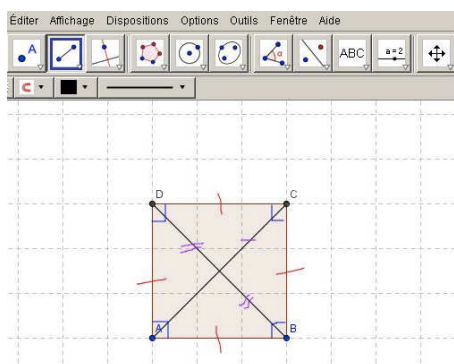 Éditer Affichage Dispositions Options Outils Fenêtre Aide
A ABC a=2
D C
A B